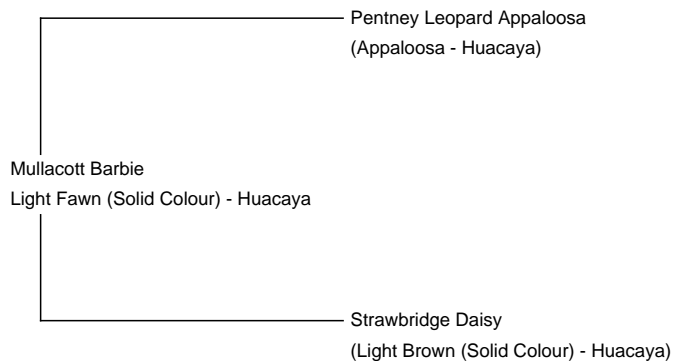 Pentney Leopard Appaloosa
(Appaloosa - Huacaya)
Mullacott Barbie
Light Fawn (Solid Colour) - Huacaya
Strawbridge Daisy
(Light Brown (Solid Colour) - Huacaya)